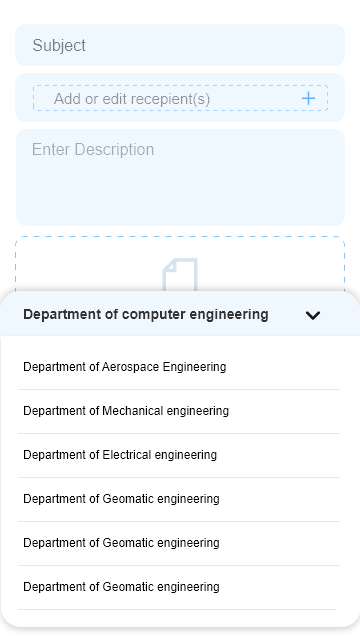 Subject
Add or edit recepient(s)
Enter Description
Department of computer engineering
Department of Aerospace Engineering
Department of Mechanical engineering
Department of Electrical engineering
Department of Geomatic engineering
Department of Geomatic engineering
Department of Geomatic engineering